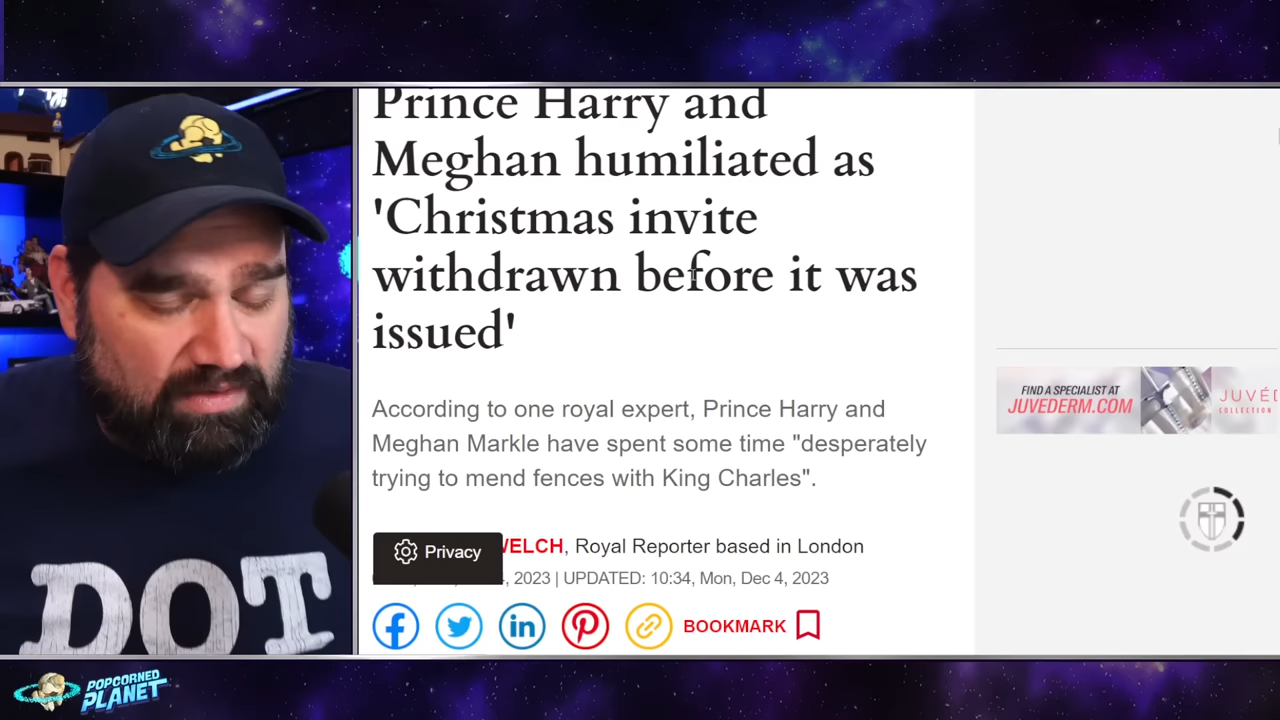 Prince Harry and
Meghan humiliated as
'Christmas invite
withdrawn before it was
issued'
According to one royal expert, Prince Harry and
Meghan Markle have spent some time "desperately
trying to mend fences with King Charles".
Privacy
WELCH, Royal Reporter based in London
, 2023 | UPDATED: 10:34, Mon, Dec 4, 2023
BOOKMARK
FIND A SPECIALIST AT
JUVEDERM.COM
COLLECTION
DOT
POPCORNED
PLANET